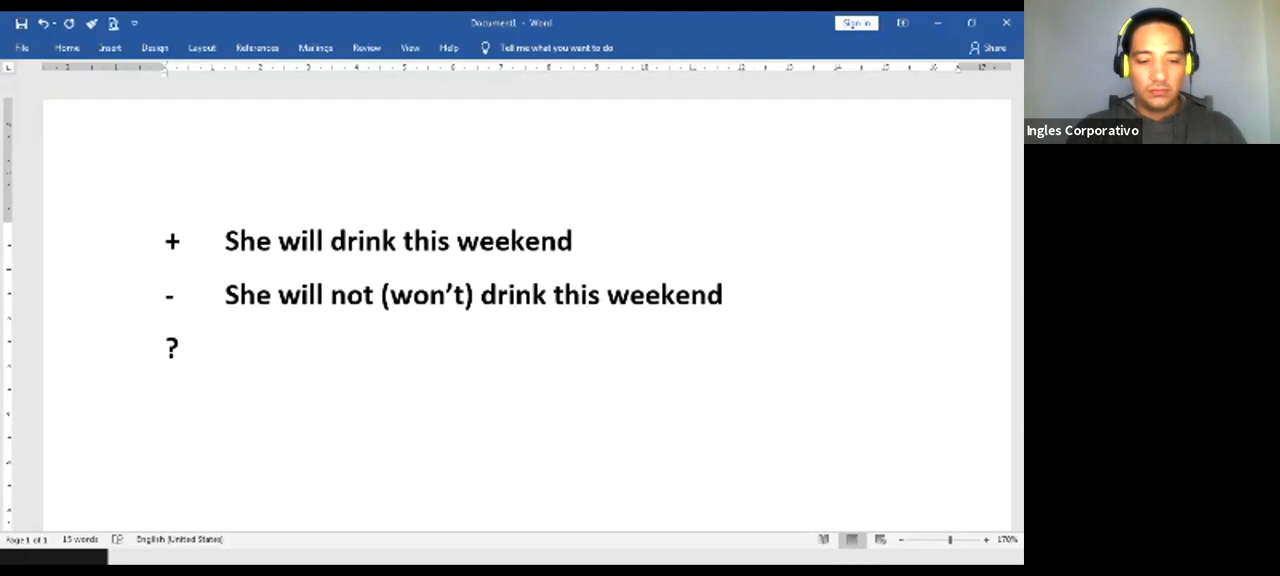 Document1 - Word
Sign in
File Home Insert Design Layout References Mailings Review View Help Tell me what you want to do Share
Ingles Corporativo
+ She will drink this weekend
- She will not (won’t) drink this weekend
?
Page 1 of 1 15 words English (United States) 170%